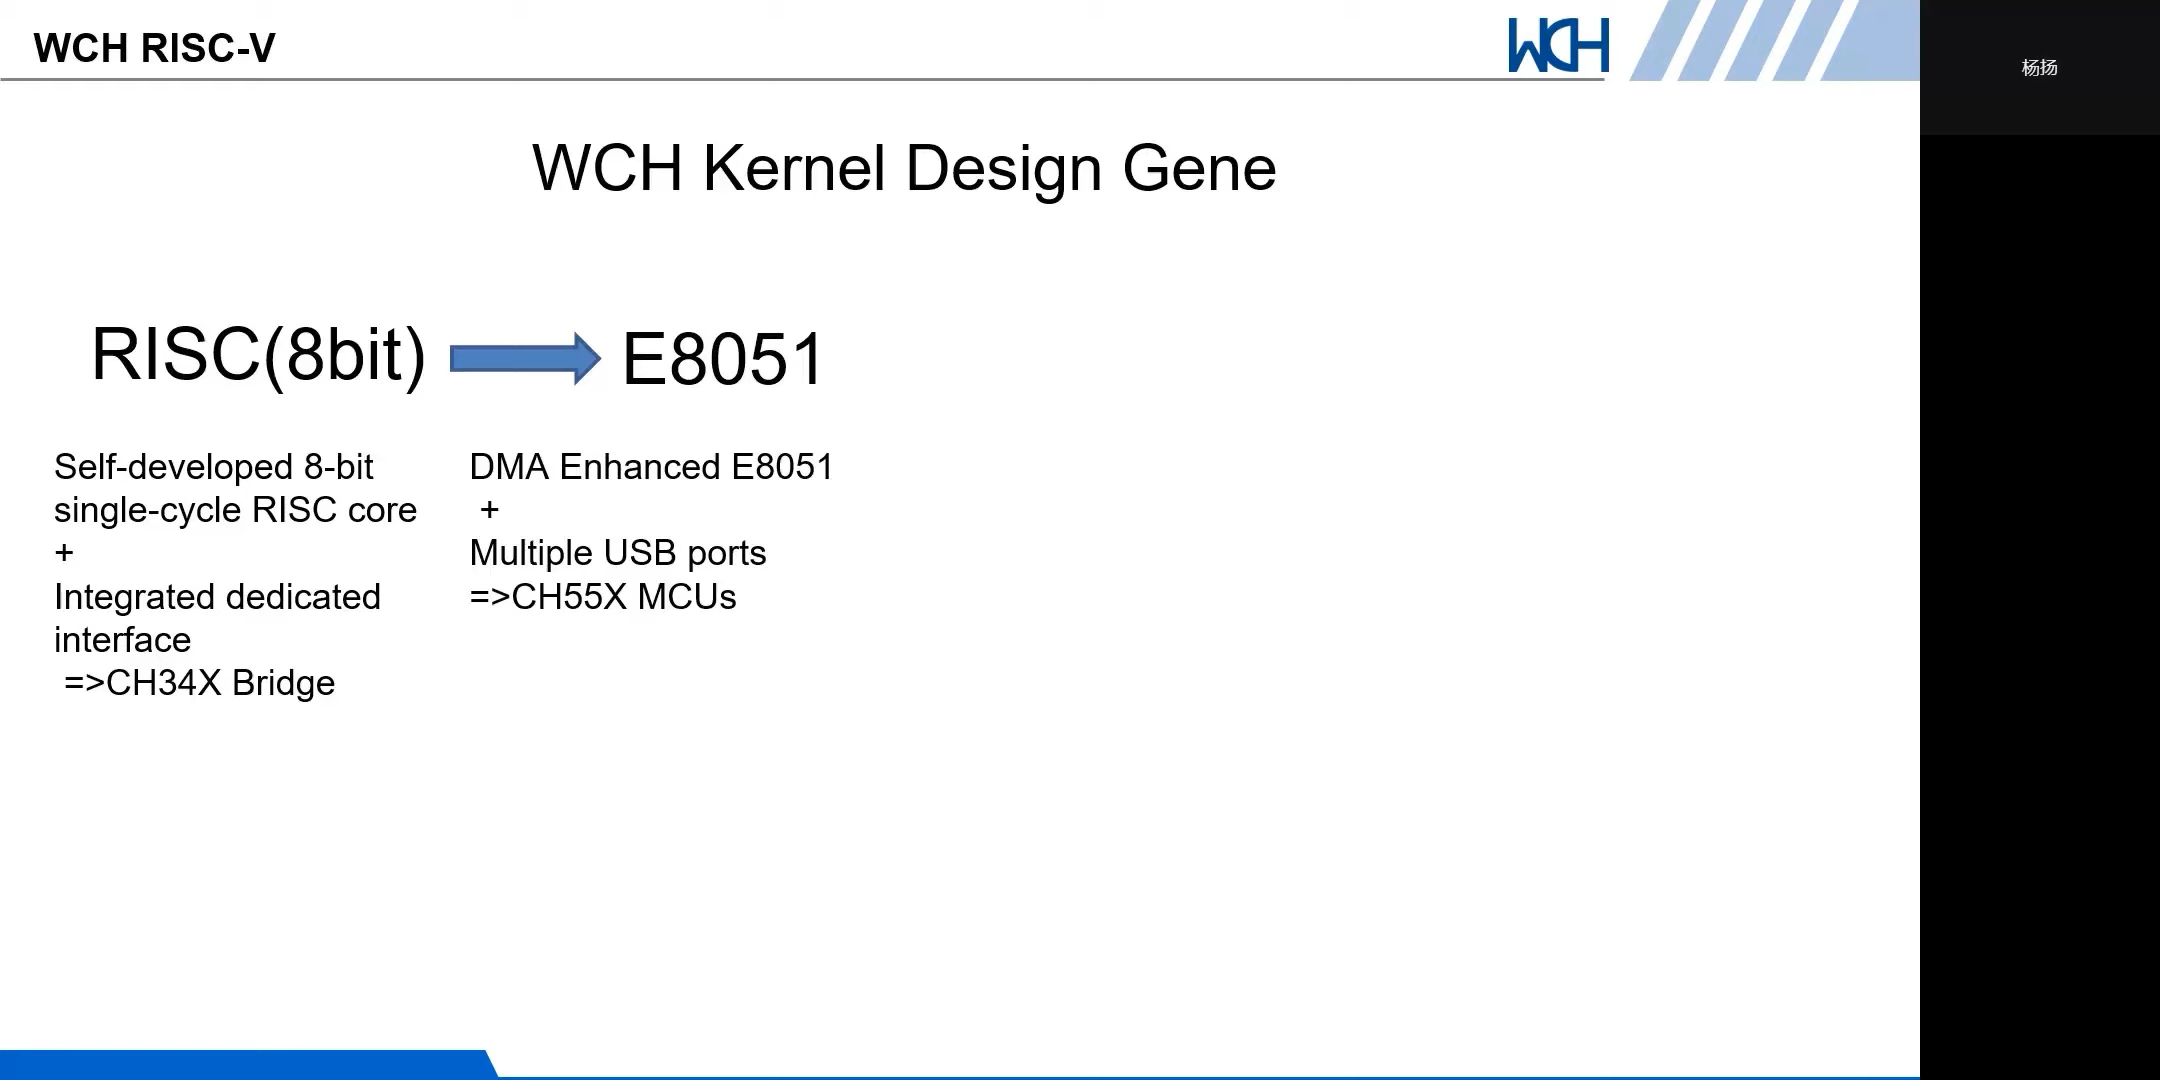 WCH RISC-V
WCH
杨扬
WCH Kernel Design Gene
RISC(8bit)
E8051
Self-developed 8-bit
single-cycle RISC core
+
Integrated dedicated
interface
=>CH34X Bridge
DMA Enhanced E8051
+
Multiple USB ports
=>CH55X MCUs